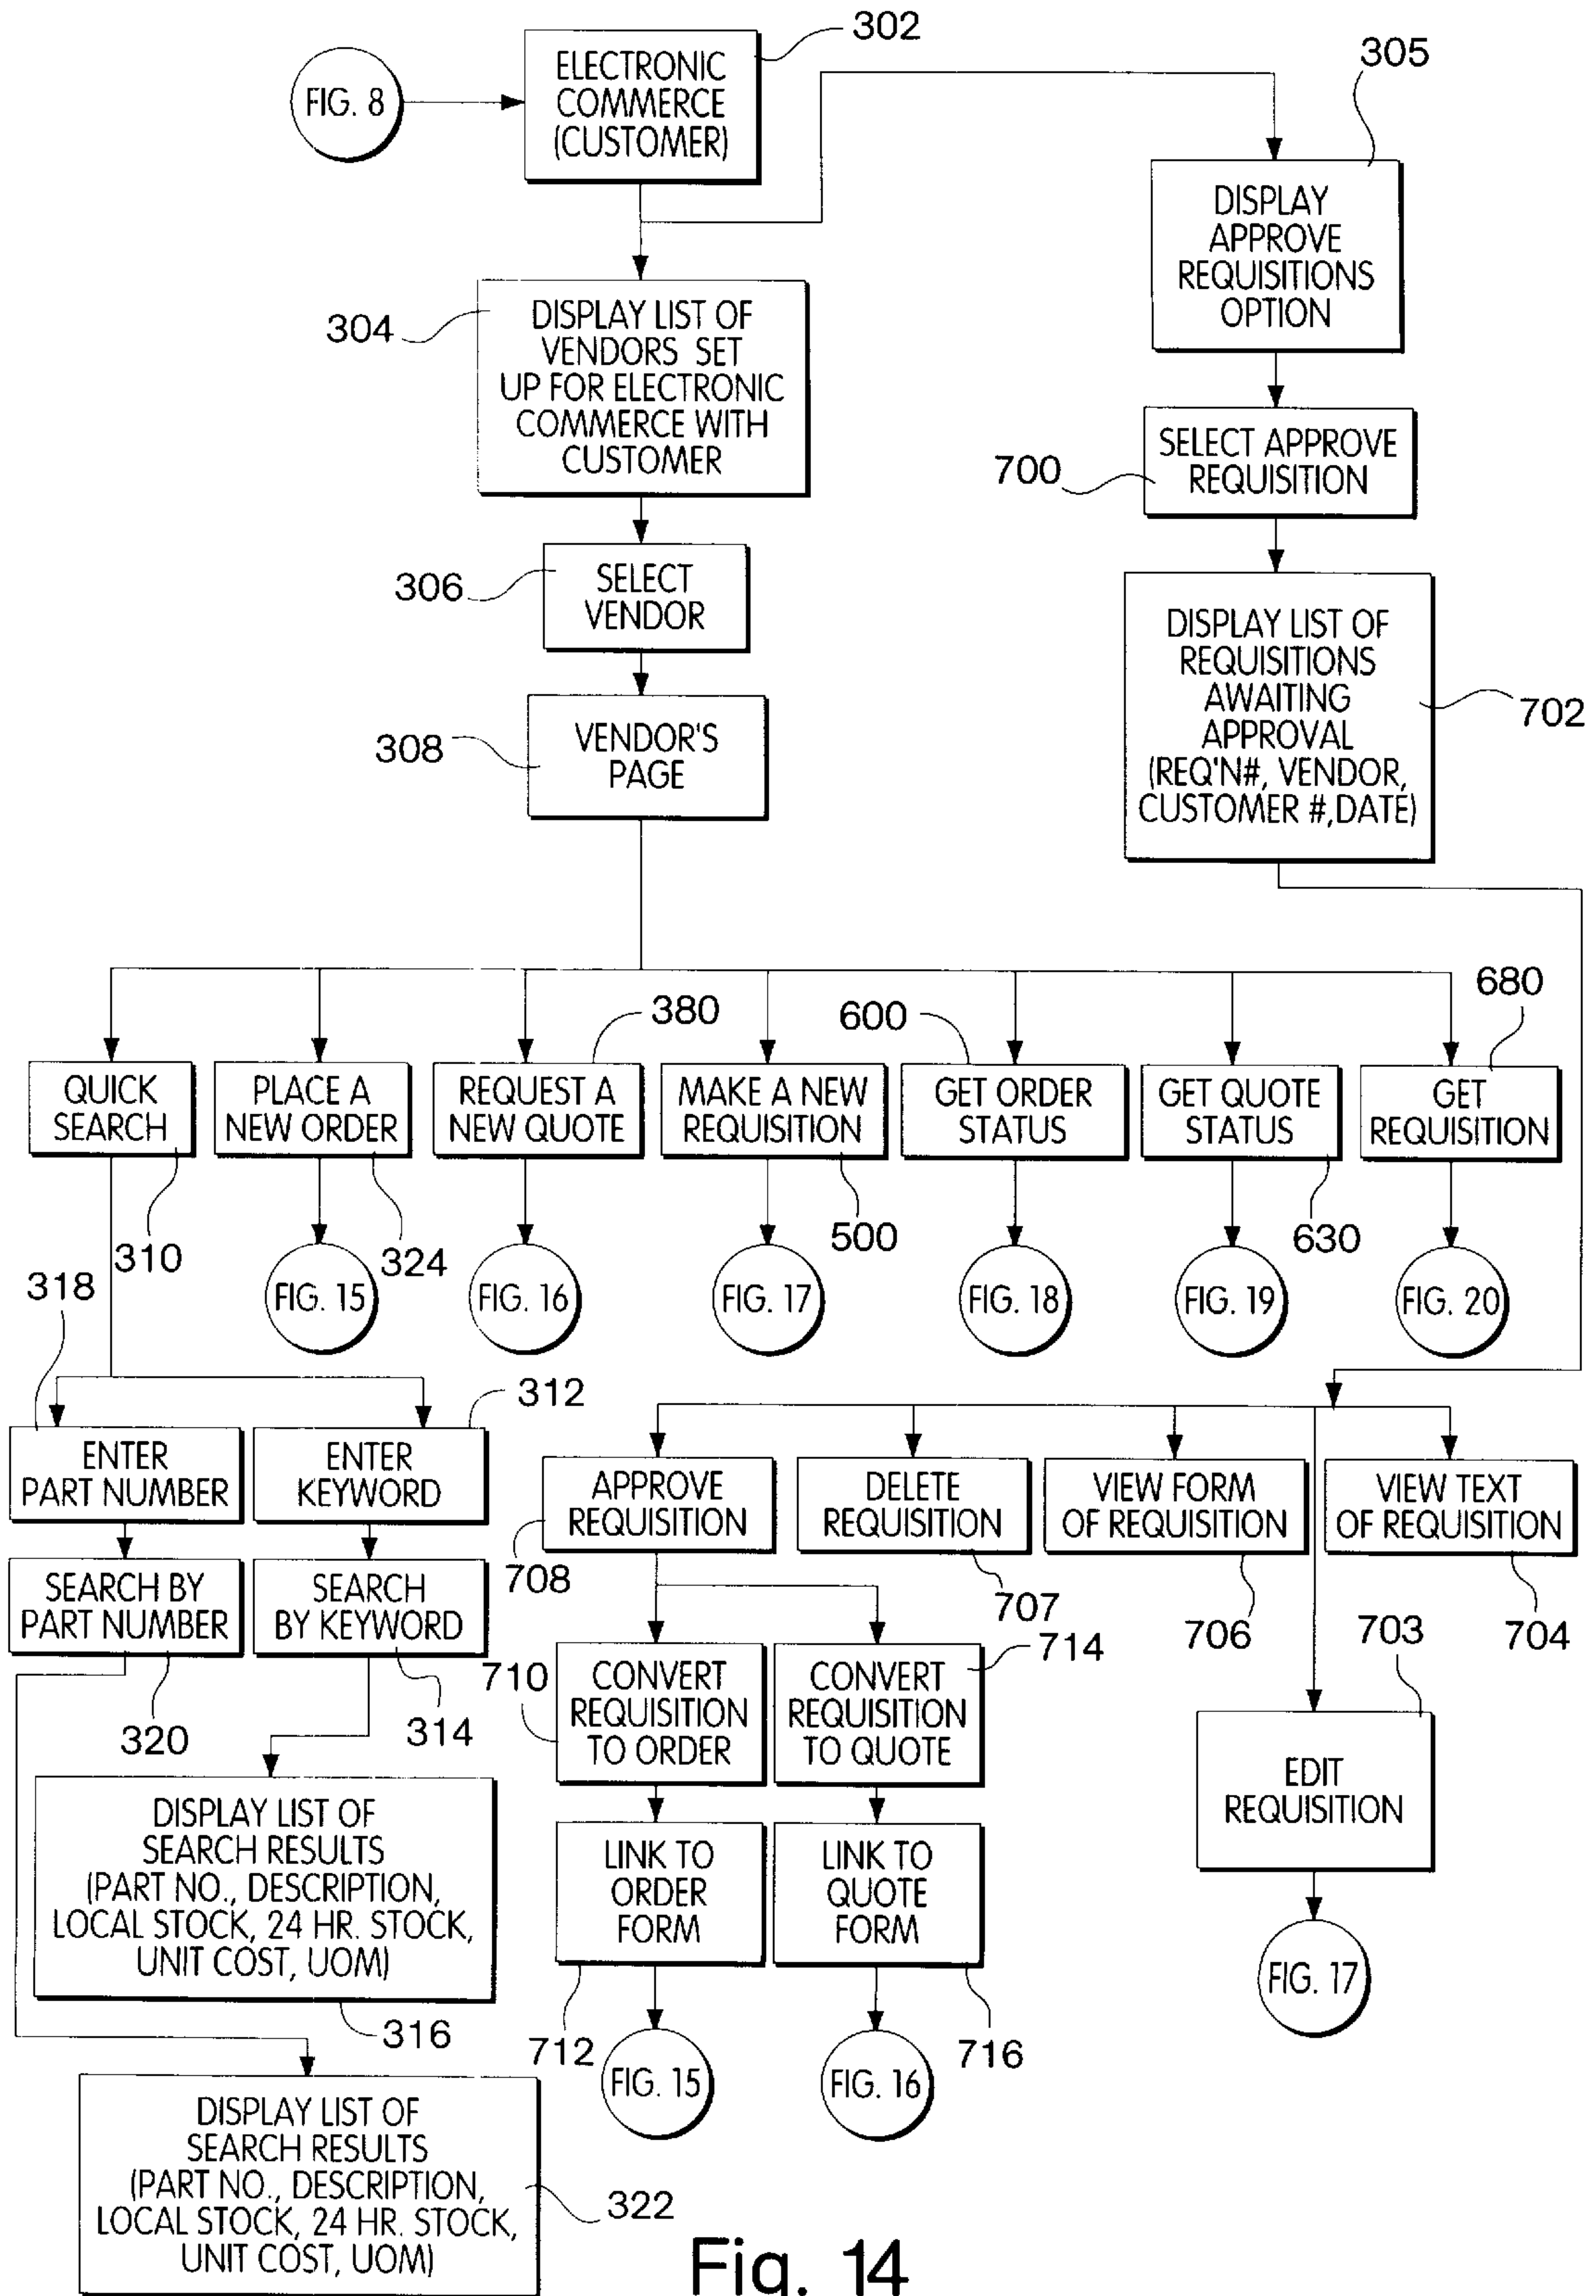 302
FIG. 8
ELECTRONIC
COMMERCE
(CUSTOMER)
305
DISPLAY
APPROVE
REQUISITIONS
OPTION
304
DISPLAY LIST OF
VENDORS SET
UP FOR ELECTRONIC
COMMERCE WITH
CUSTOMER
700
SELECT APPROVE
REQUISITION
306
SELECT
VENDOR
702
DISPLAY LIST OF
REQUISITIONS
AWAITING
APPROVAL
(REQ'N#, VENDOR,
CUSTOMER #,DATE)
308
VENDOR'S
PAGE
380
600
680
QUICK
SEARCH
PLACE A
NEW ORDER
REQUEST A
NEW QUOTE
MAKE A NEW
REQUISITION
GET ORDER
STATUS
GET QUOTE
STATUS
GET
REQUISITION
310
324
500
630
FIG. 15
FIG. 16
FIG. 17
FIG. 18
FIG. 19
FIG. 20
318
312
ENTER
PART NUMBER
ENTER
KEYWORD
APPROVE
REQUISITION
DELETE
REQUISITION
VIEW FORM
OF REQUISITION
VIEW TEXT
OF REQUISITION
708
707
706
703
704
SEARCH BY
PART NUMBER
SEARCH
BY KEYWORD
320
314
710
CONVERT
REQUISITION
TO ORDER
714
CONVERT
REQUISITION
TO QUOTE
EDIT
REQUISITION
DISPLAY LIST OF
SEARCH RESULTS
(PART NO., DESCRIPTION,
LOCAL STOCK, 24 HR. STOCK,
UNIT COST, UOM)
316
LINK TO
ORDER
FORM
LINK TO
QUOTE
FORM
712
716
FIG. 15
FIG. 16
FIG. 17
DISPLAY LIST OF
SEARCH RESULTS
(PART NO., DESCRIPTION,
LOCAL STOCK, 24 HR. STOCK,
UNIT COST, UOM)
322
Fig. 14